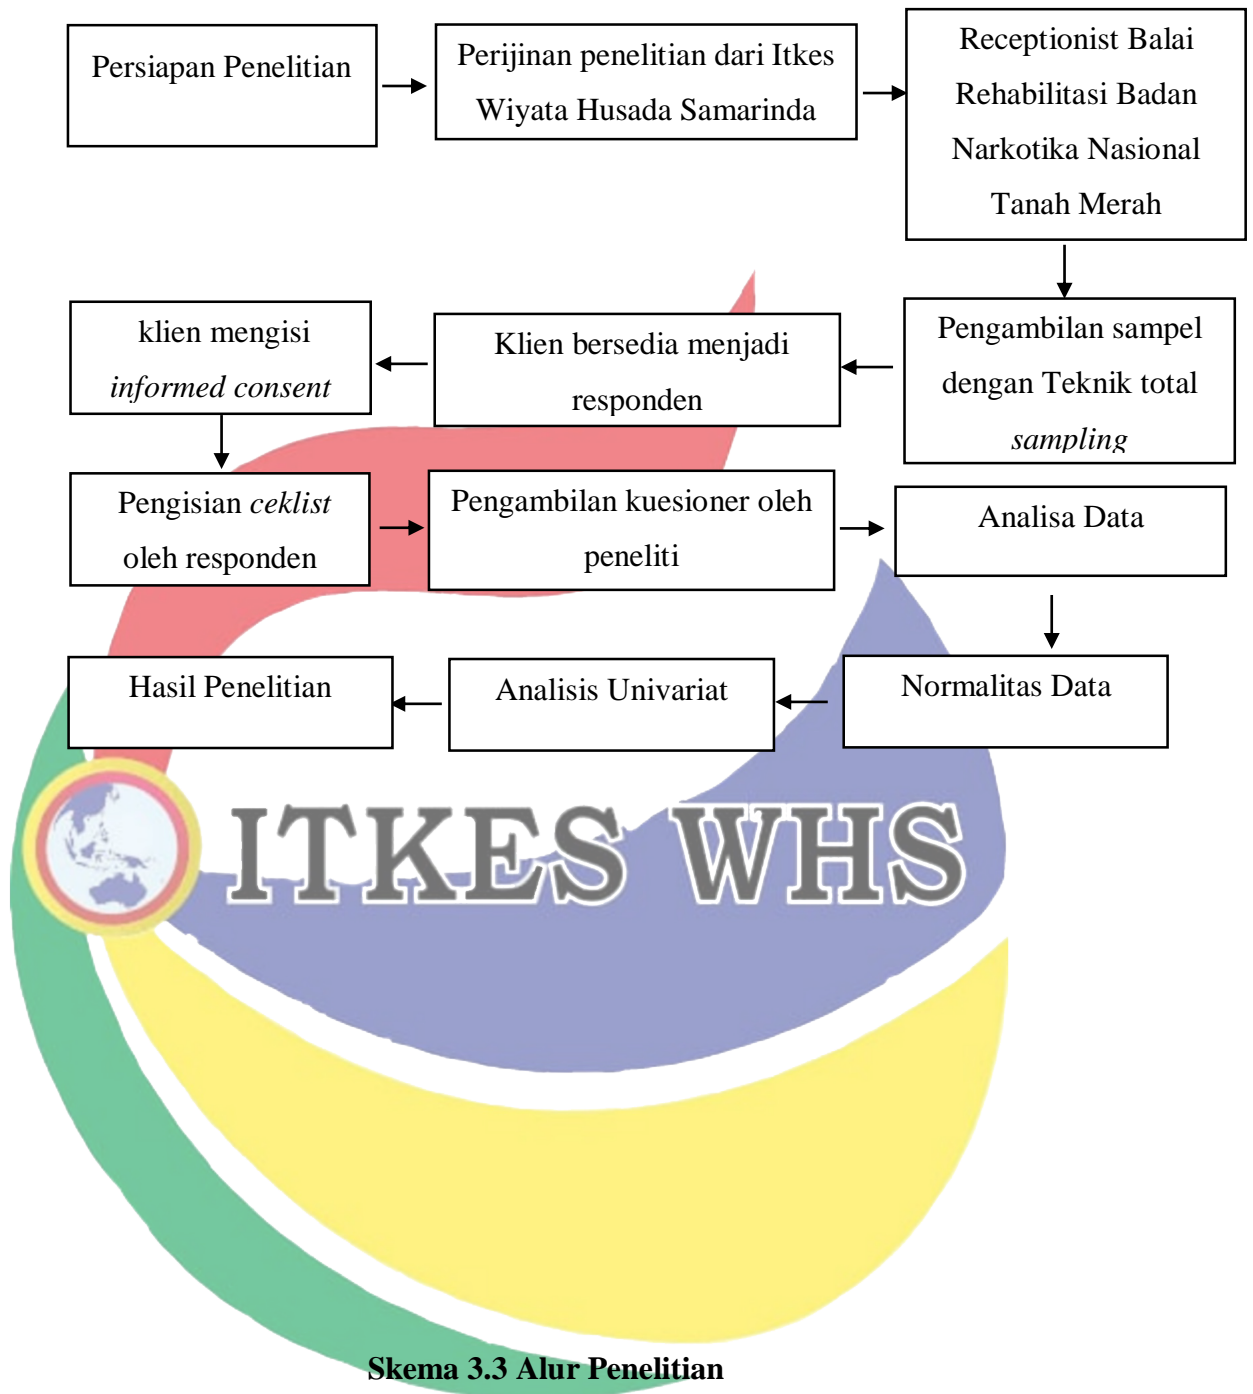 Persiapan Penelitian
Perijinan penelitian dari Itkes
Wiyata Husada Samarinda
Receptionist Balai
Rehabilitasi Badan
Narkotika Nasional
Tanah Merah
Pengambilan sampel
dengan Teknik total
sampling
Klien bersedia menjadi
responden
klien mengisi
informed consent
Pengisian ceklist
oleh responden
Pengambilan kuesioner oleh
peneliti
Analisa Data
Normalitas Data
Analisis Univariat
Hasil Penelitian
ITKES WHS
Skema 3.3 Alur Penelitian